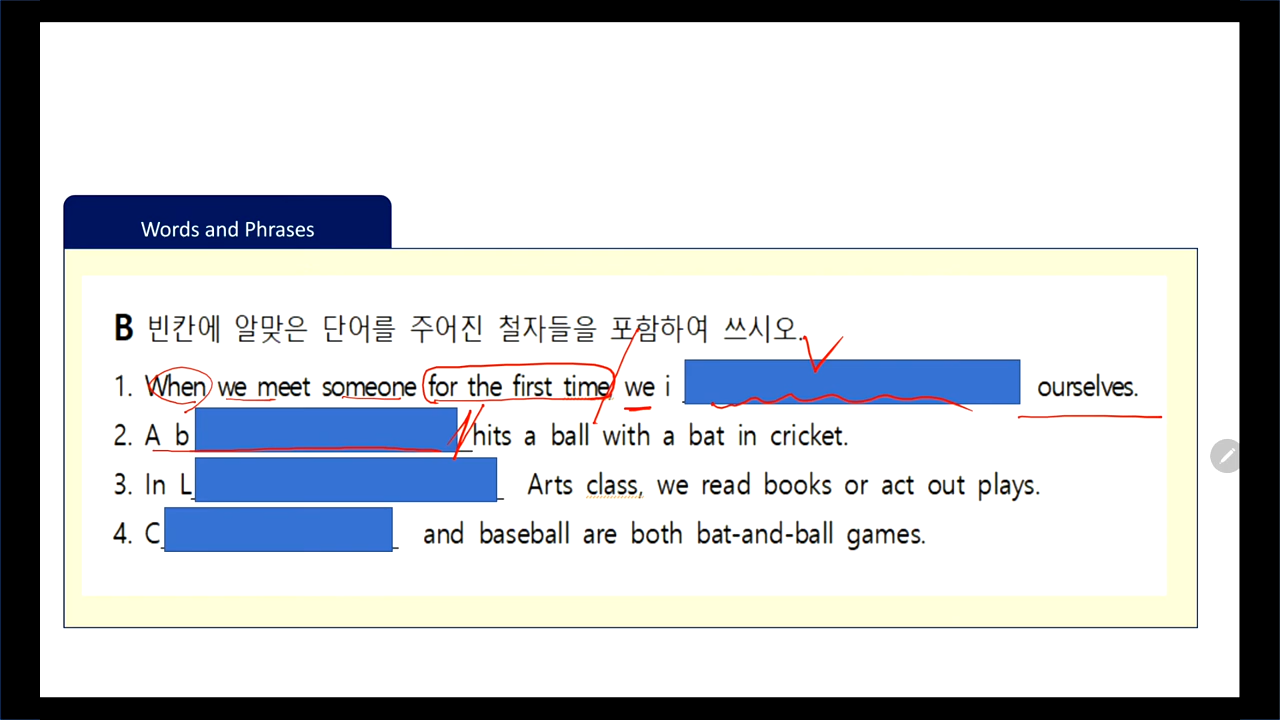 Words and Phrases
B 빈칸에 알맞은 단어를 주어진 철자들을 포함하여 쓰시오.
1. When we meet someone for the first time we i ourselves.
2. A b hits a ball with a bat in cricket.
3. In L Arts class, we read books or act out plays.
4. C and baseball are both bat-and-ball games.